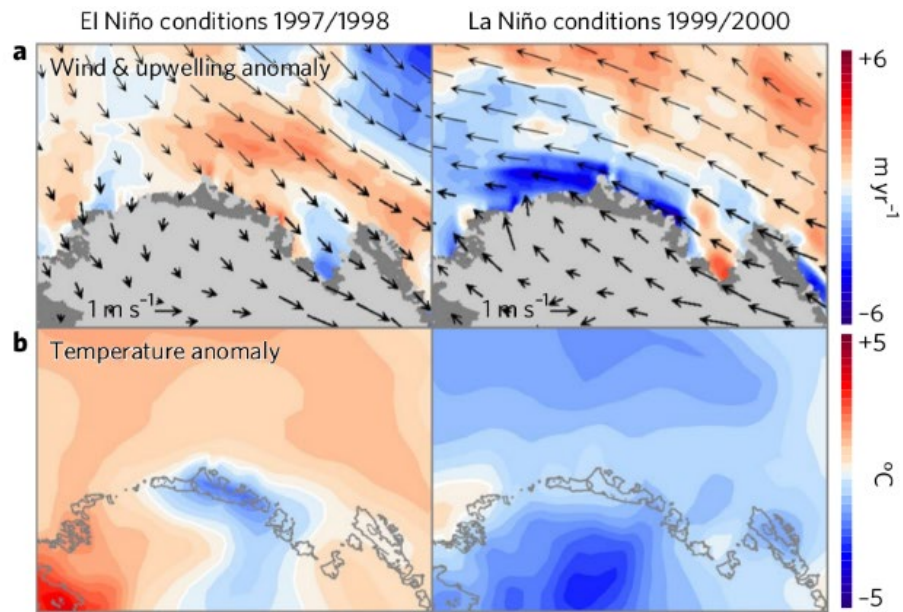 El Niño conditions 1997/1998
La Niño conditions 1999/2000
a
Wind & upwelling anomaly
+6
m yr⁻¹
-6
1 m s⁻¹
1 m s⁻¹
b
Temperature anomaly
+5
°C
-5